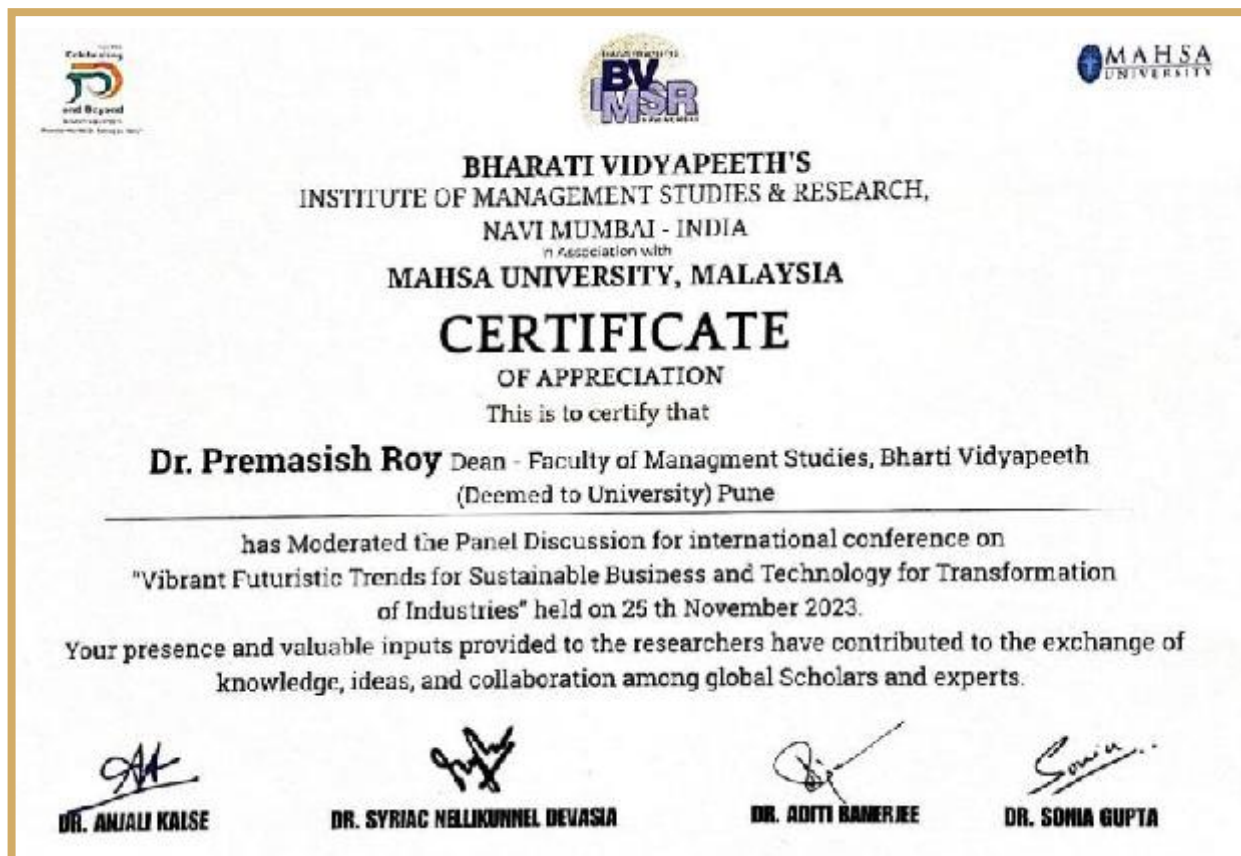 Celebrating
and Beyond
BV
IMSR
MAHSA
UNIVERSITY
BHARATI VIDYAPEETH'S
INSTITUTE OF MANAGEMENT STUDIES & RESEARCH,
NAVI MUMBAI - INDIA
in Association with
MAHSA UNIVERSITY, MALAYSIA
CERTIFICATE
OF APPRECIATION
This is to certify that
Dr. Premasish Roy Dean - Faculty of Managment Studies, Bharti Vidyapeeth
(Deemed to University) Pune
has Moderated the Panel Discussion for international conference on
"Vibrant Futuristic Trends for Sustainable Business and Technology for Transformation
of Industries" held on 25 th November 2023.
Your presence and valuable inputs provided to the researchers have contributed to the exchange of
knowledge, ideas, and collaboration among global Scholars and experts.
Sonia
DR. ANJALI KALSE DR. SYRIAC NELLIKUNNEL DEVASIA DR. ADITI BANERJEE DR. SONIA GUPTA